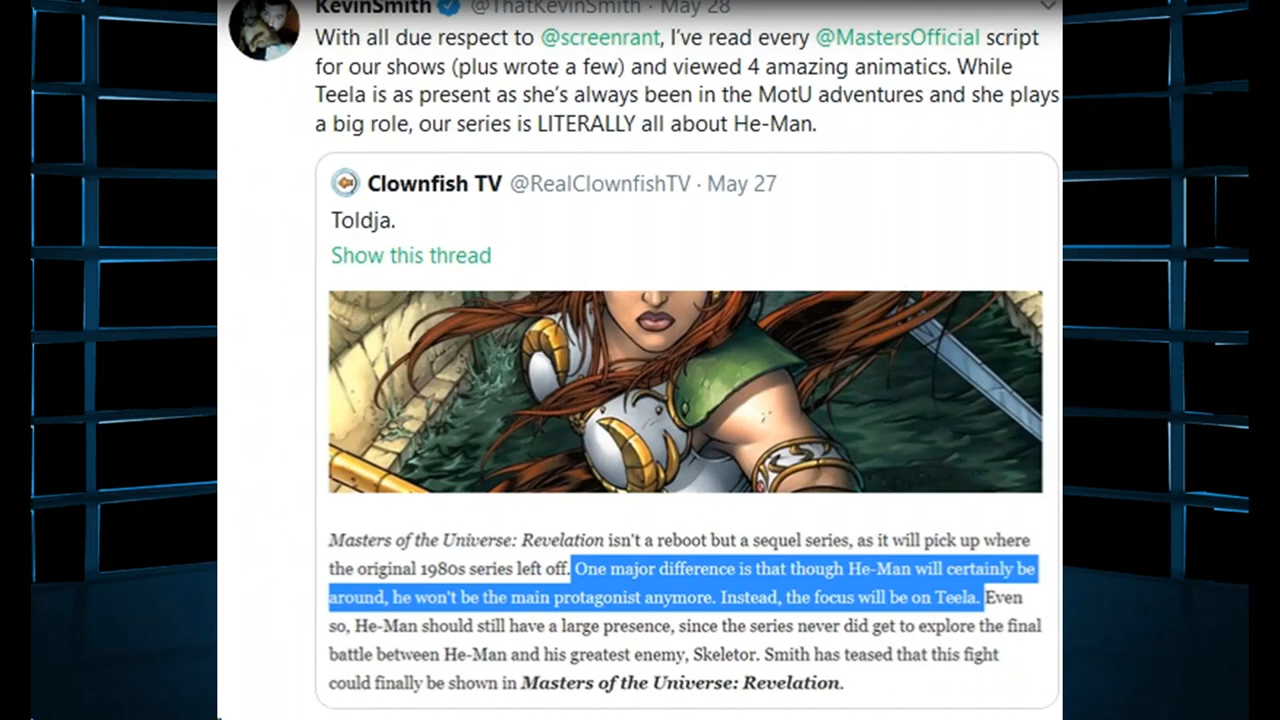 KevinSmith @ThatKevinSmith · May 28
With all due respect to @screenrant, I've read every @MastersOfficial script
for our shows (plus wrote a few) and viewed 4 amazing animatics. While
Teela is as present as she's always been in the MotU adventures and she plays
a big role, our series is LITERALLY all about He-Man.
Clownfish TV @RealClownfishTV · May 27
Toldja.
Show this thread
Masters of the Universe: Revelation isn't a reboot but a sequel series, as it will pick up where
the original 1980s series left off. One major difference is that though He-Man will certainly be
around, he won't be the main protagonist anymore. Instead, the focus will be on Teela. Even
so, He-Man should still have a large presence, since the series never did get to explore the final
battle between He-Man and his greatest enemy, Skeletor. Smith has teased that this fight
could finally be shown in Masters of the Universe: Revelation.